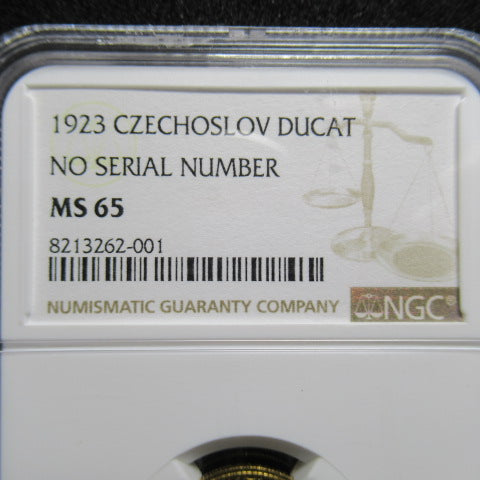 1923 CZECHOSLOV DUCAT
NO SERIAL NUMBER
MS 65
8213262-001
NUMISMATIC GUARANTY COMPANY NGC®